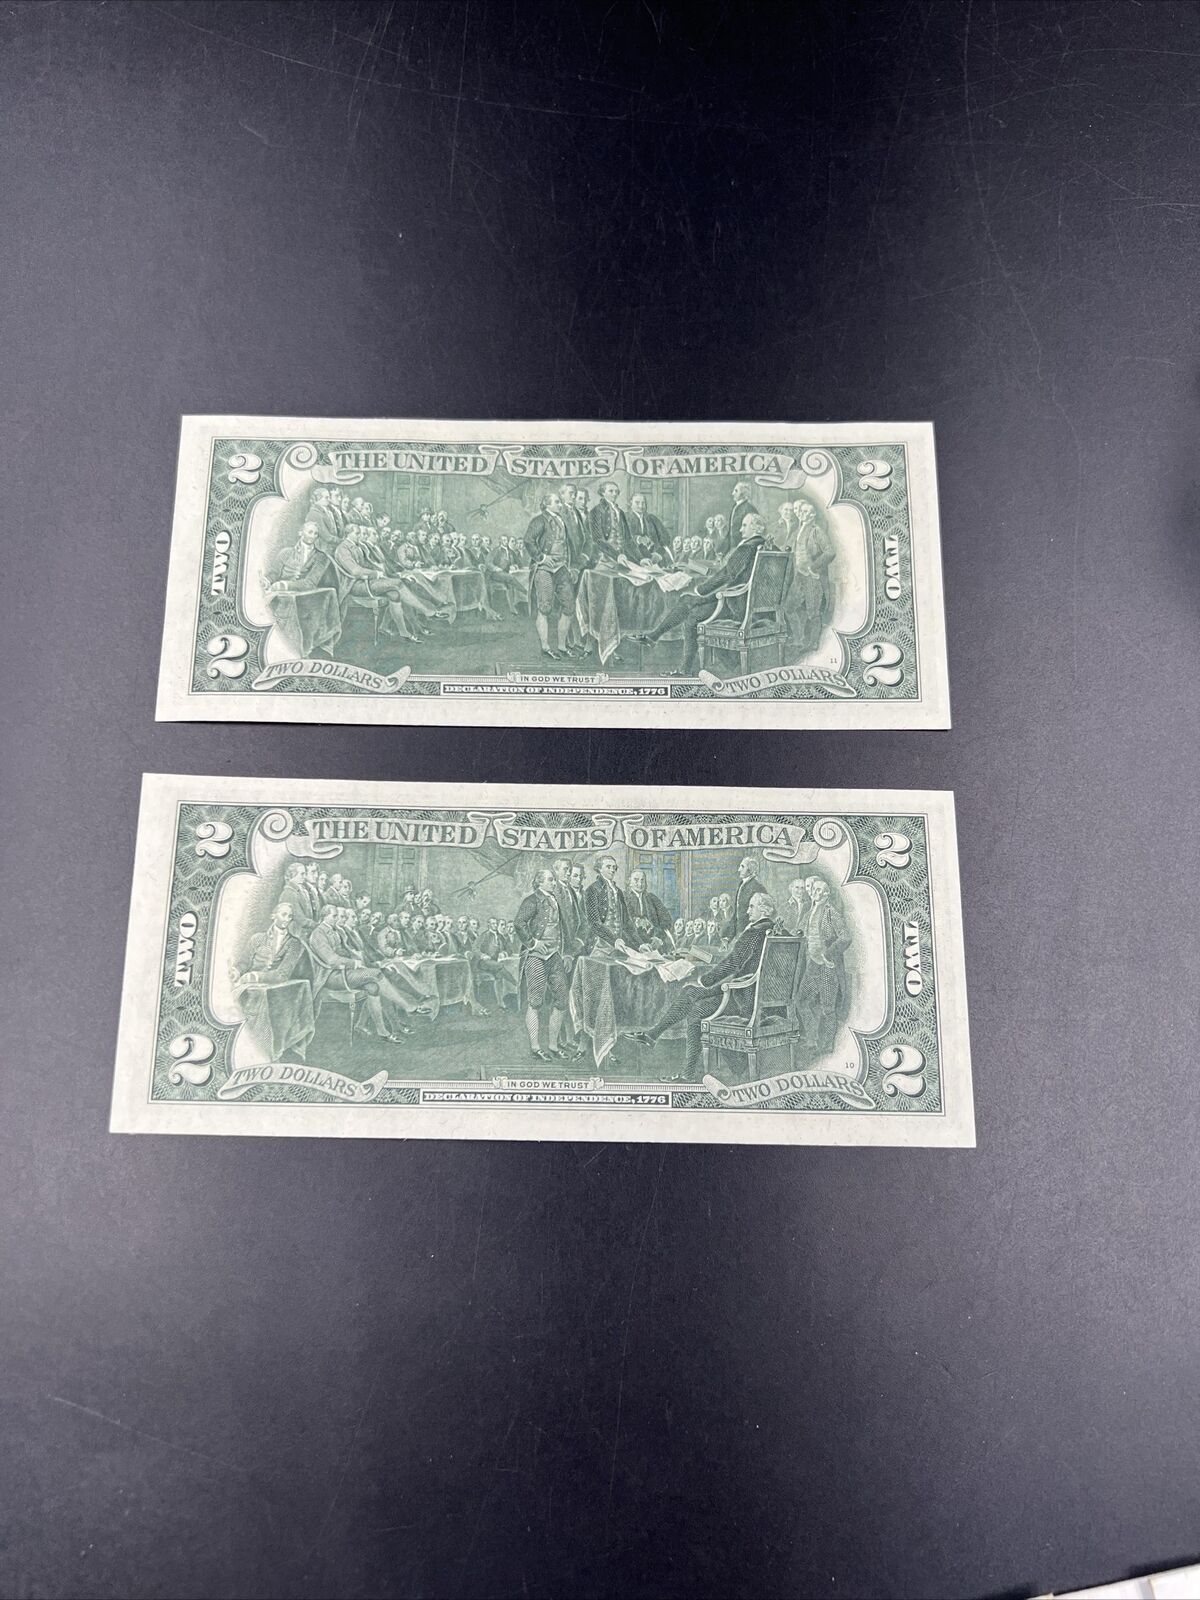 2 THE UNITED STATES OF AMERICA 2
TWO TWO
11
2 TWO DOLLARS IN GOD WE TRUST TWO DOLLARS 2
DECLARATION OF INDEPENDENCE, 1776
2 THE UNITED STATES OF AMERICA 2
TWO TWO
10
2 TWO DOLLARS IN GOD WE TRUST TWO DOLLARS 2
DECLARATION OF INDEPENDENCE, 1776